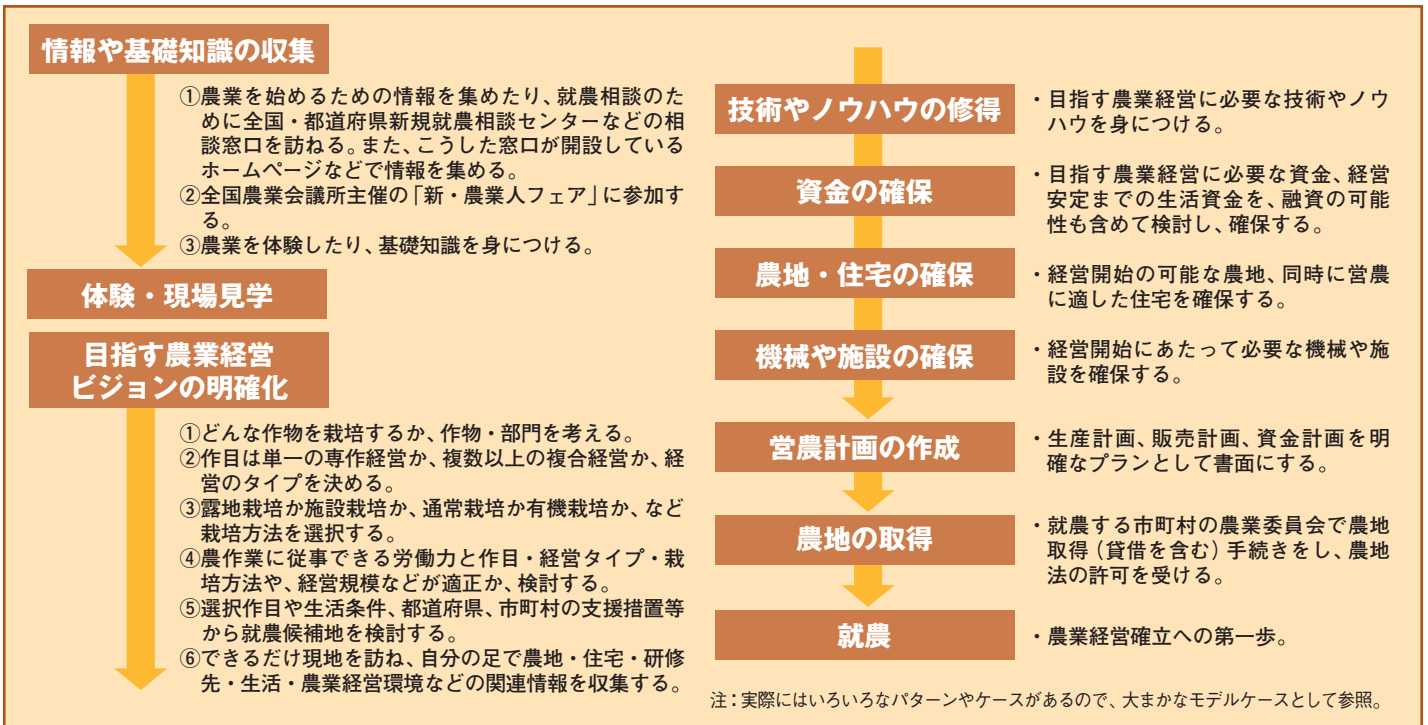 情報や基礎知識の収集
①農業を始めるための情報を集めたり、就農相談のた
めに全国・都道府県新規就農相談センターなどの相
談窓口を訪ねる。また、こうした窓口が開設している
ホームページなどで情報を集める。
②全国農業会議所主催の「新・農業人フェア」に参加す
る。
③農業を体験したり、基礎知識を身につける。
体験・現場見学
目指す農業経営
ビジョンの明確化
①どんな作物を栽培するか、作物・部門を考える。
②作目は単一の専作経営か、複数以上の複合経営か、経
営のタイプを決める。
③露地栽培か施設栽培か、通常栽培か有機栽培か、など
栽培方法を選択する。
④農作業に従事できる労働力と作目・経営タイプ・栽
培方法や、経営規模などが適正か、検討する。
⑤選択作目や生活条件、都道府県、市町村の支援措置等
から就農候補地を検討する。
⑥できるだけ現地を訪ね、自分の足で農地・住宅・研修
先・生活・農業経営環境などの関連情報を収集する。
技術やノウハウの修得
・目指す農業経営に必要な技術やノウ
ハウを身につける。
資金の確保
・目指す農業経営に必要な資金、経営
安定までの生活資金を、融資の可能
性も含めて検討し、確保する。
農地・住宅の確保
・経営開始の可能な農地、同時に営農
に適した住宅を確保する。
機械や施設の確保
・経営開始にあたって必要な機械や施
設を確保する。
営農計画の作成
・生産計画、販売計画、資金計画を明
確なプランとして書面にする。
農地の取得
・就農する市町村の農業委員会で農地
取得（貸借を含む）手続きをし、農地
法の許可を受ける。
就農
・農業経営確立への第一歩。
注：実際にはいろいろなパターンやケースがあるので、大まかなモデルケースとして参照。